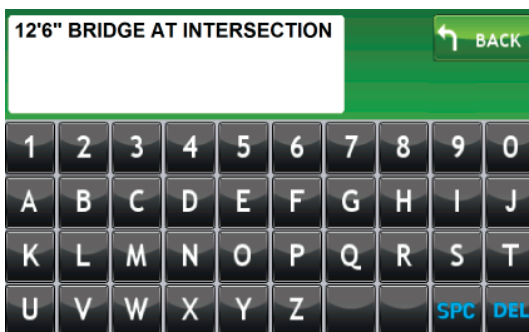 12'6" BRIDGE AT INTERSECTION
BACK
1 2 3 4 5 6 7 8 9 0
A B C D E F G H I J
K L M N O P Q R S T
U V W X Y Z SPC DEL